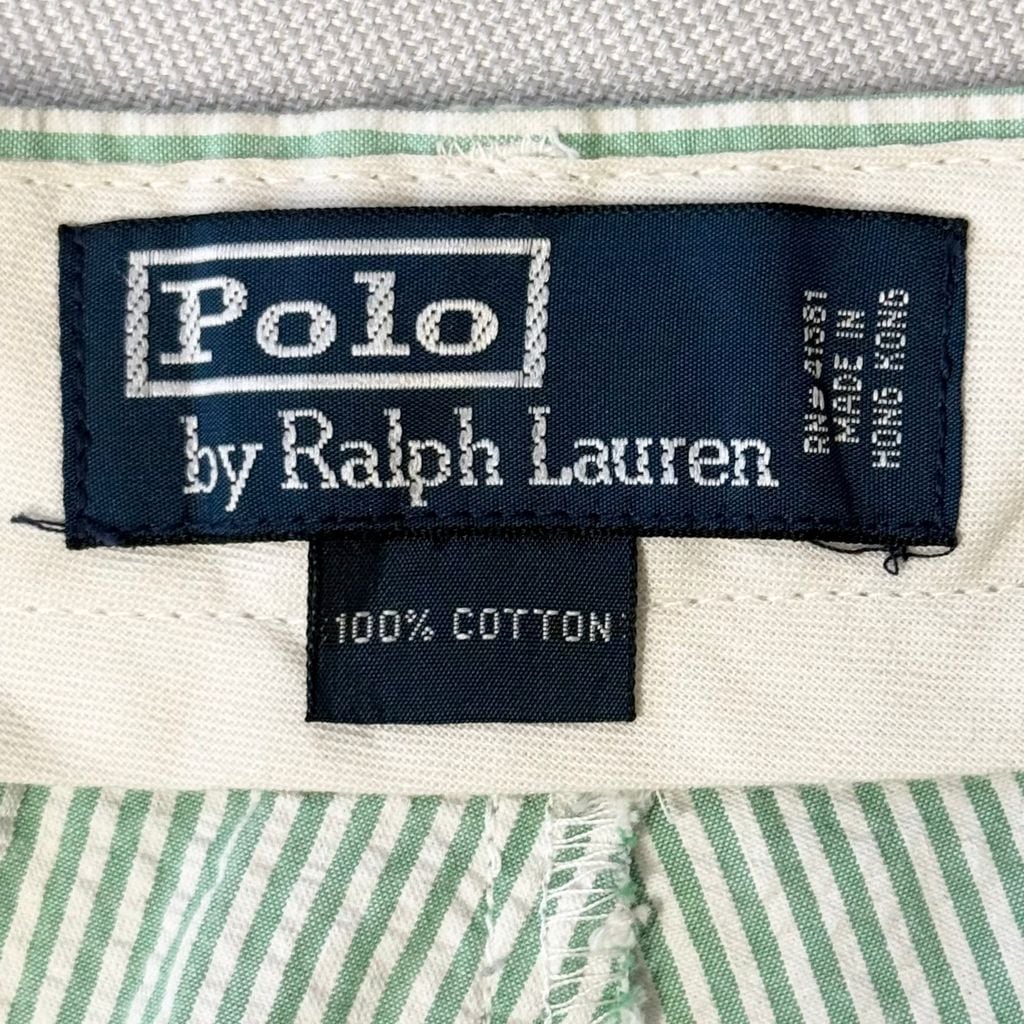 Polo
by Ralph Lauren
RN#41381
MADE IN
HONG KONG
100% COTTON